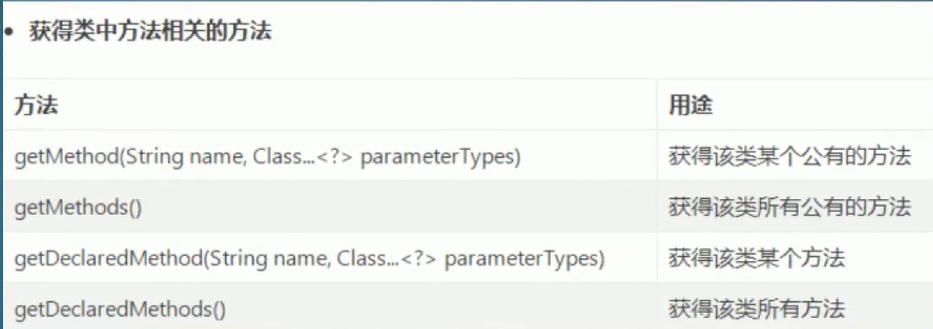 • 获得类中方法相关的方法
方法 用途
getMethod(String name, Class...<?> parameterTypes) 获得该类某个公有的方法
getMethods() 获得该类所有公有的方法
getDeclaredMethod(String name, Class...<?> parameterTypes) 获得该类某个方法
getDeclaredMethods() 获得该类所有方法